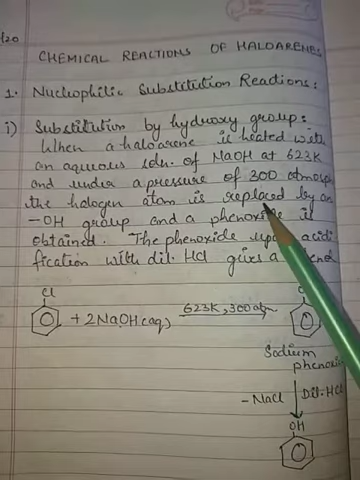 H20
CHEMICAL REACTIONS OF HALOARENES
1. Nucleophilic Substitution Reactions:
i) Substitution by hydroxy group:
When a haloarene is heated with
an aqueous soln. of NaOH at 623K
and under a pressure of 300 atmosp
the halogen atom is replaced by an
-OH group and a phenoxide is
obtained. The phenoxide upon acidi
fication with dil. HCl gives a
Cl
+ 2NaOH(aq) 623K, 300 atm
Sodium
phenoxide
-NaCl Dil. HCl
OH